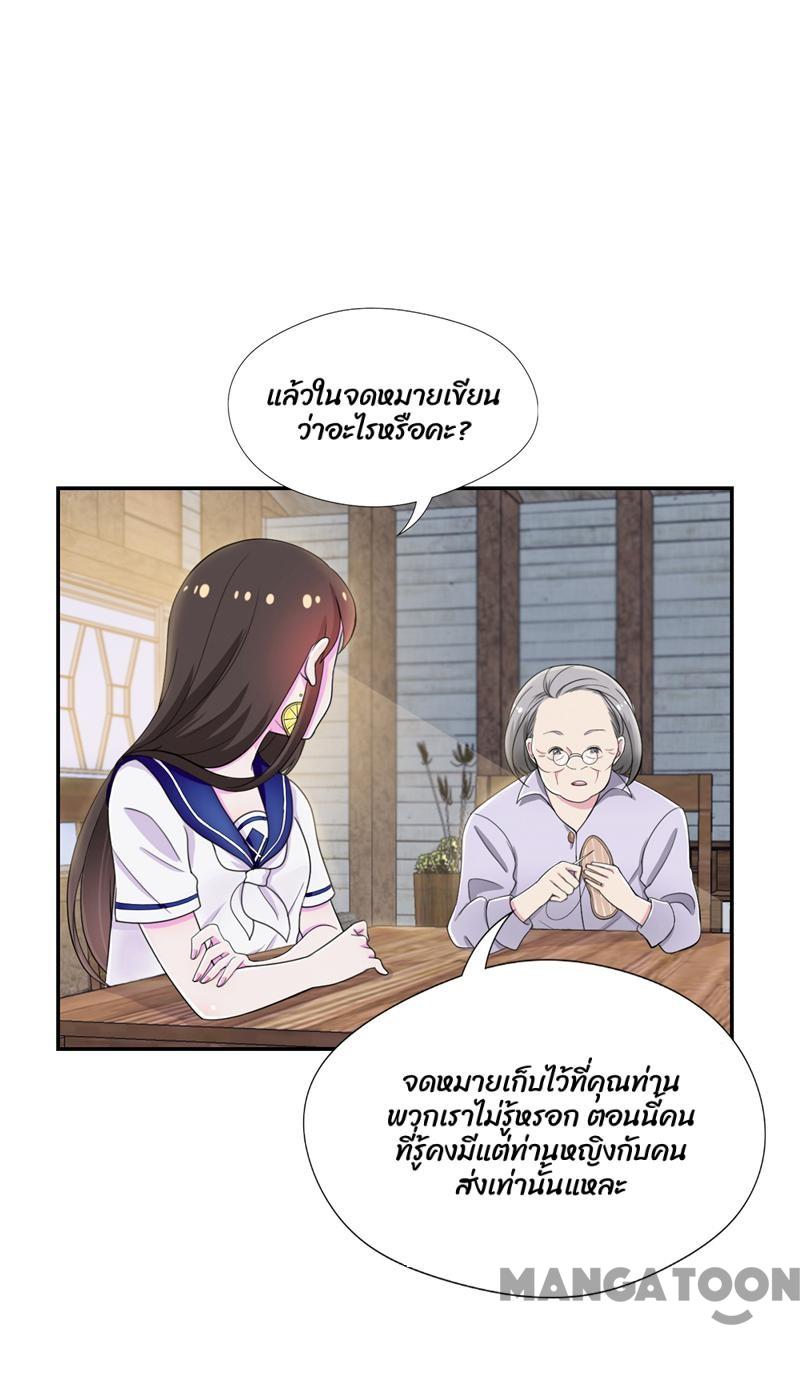 แล้วในจดหมายเขียน
ว่าอะไรหรือคะ?
จดหมายเก็บไว้ที่คุณท่าน
พวกเราไม่รู้หรอก ตอนนี้คน
ที่รู้คงมีแต่ท่านหญิงกับคน
ส่งเท่านั้นแหละ
MANGATOON